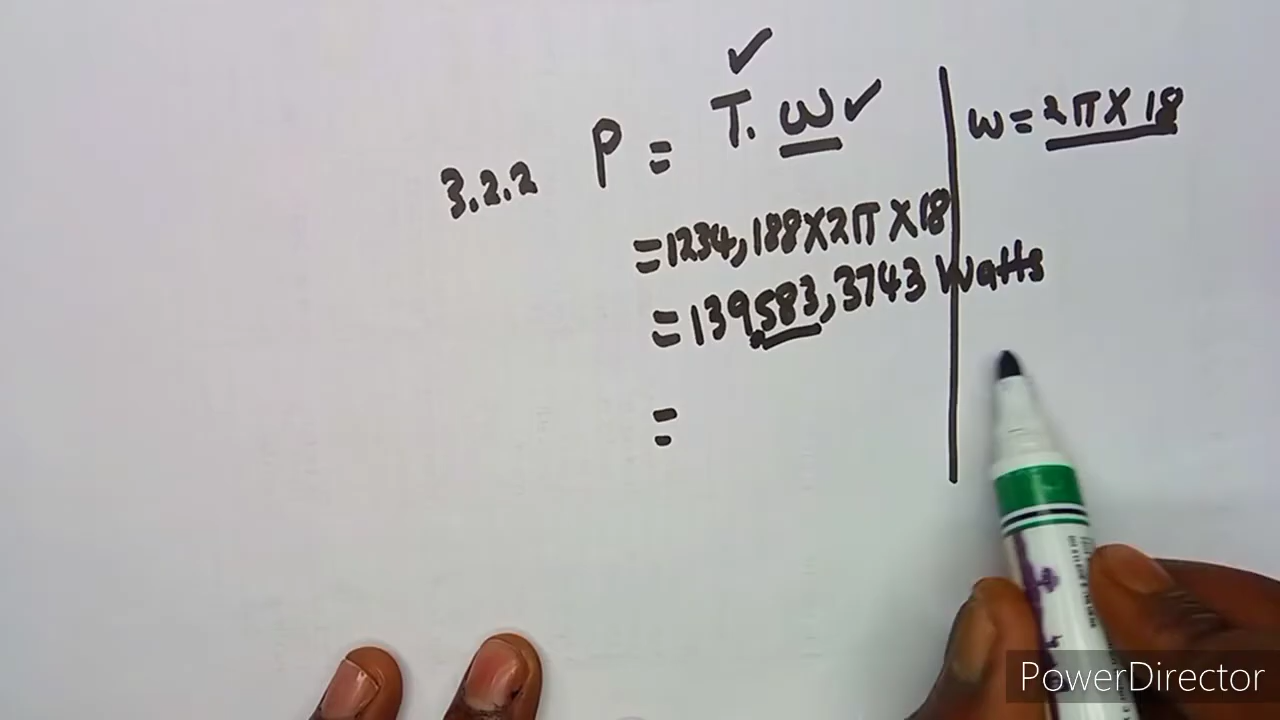 3.2.2 P = T. ω ✓ ✓
= 1234,188 X 2π X 18
= 139583,3743 Watts
=
ω = 2π X 18
PowerDirector